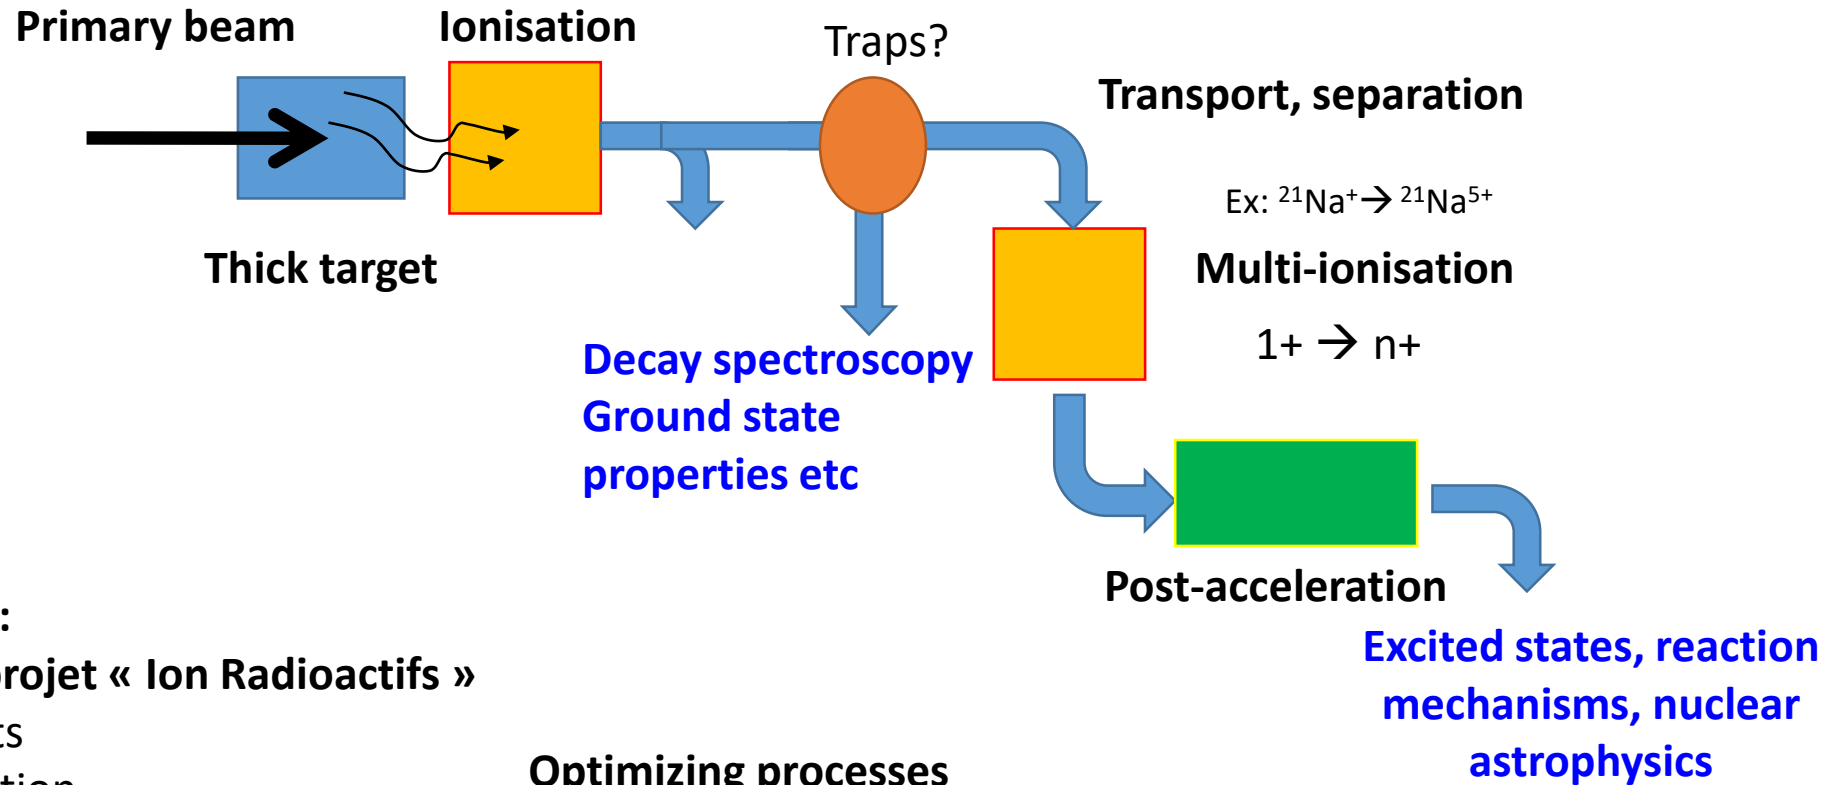 Primary beam
Ionisation
Traps?
Transport, separation
Ex: ²¹Na⁺→ ²¹Na⁵⁺
Thick target
Multi-ionisation
1+ → n+
Decay spectroscopy
Ground state
properties etc
Post-acceleration
:
« Ion Radioactifs »
Excited states, reaction
mechanisms, nuclear
astrophysics
Optimizing processes